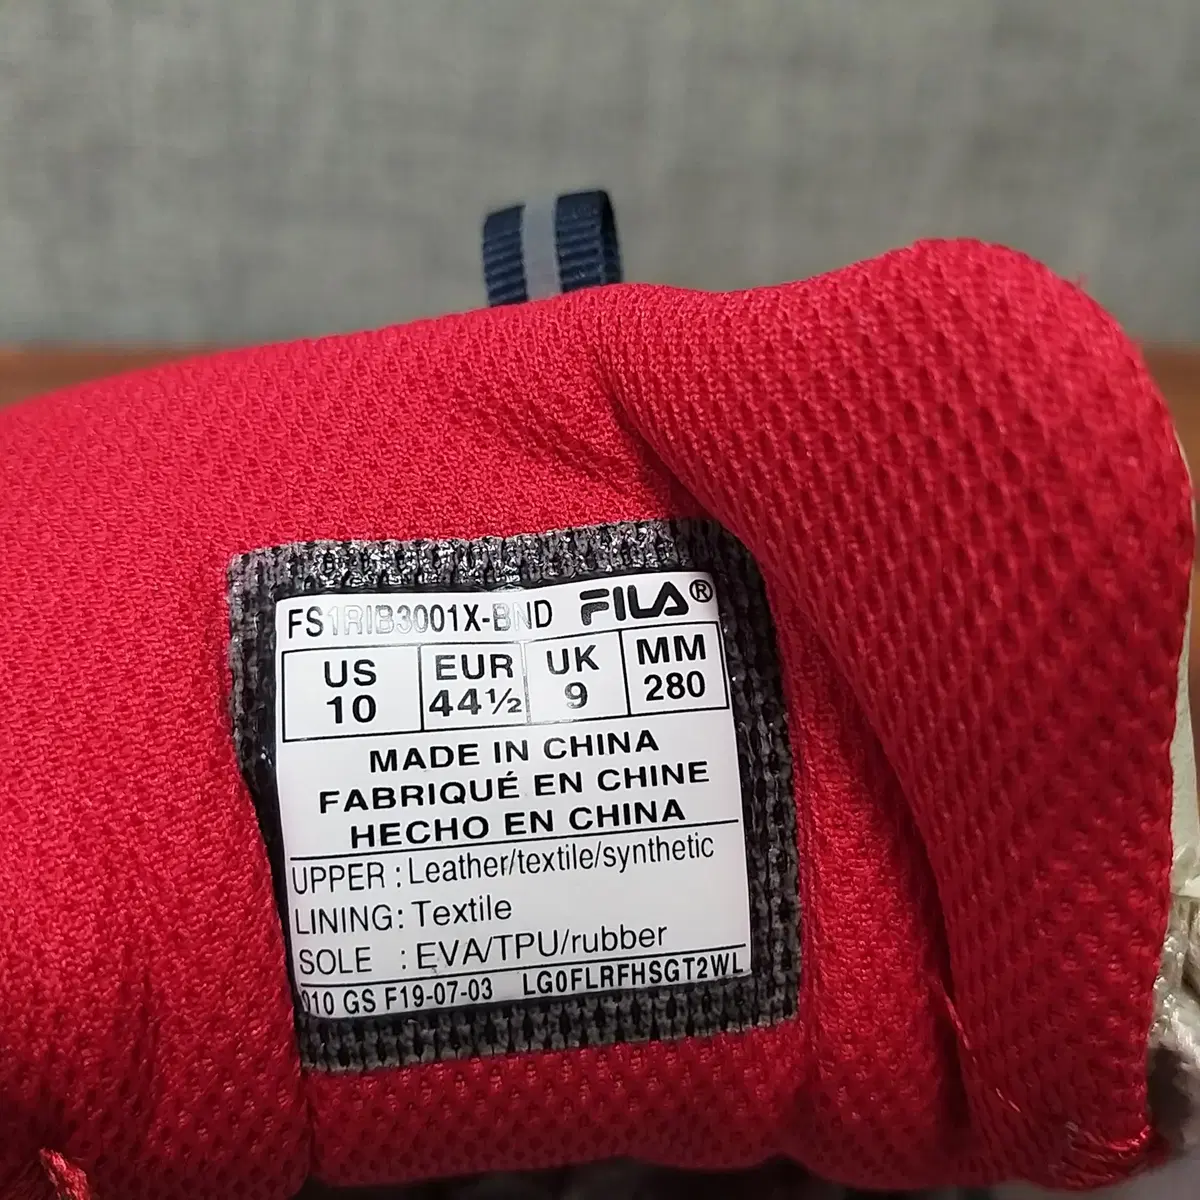 FS1RIB3001X-BND FILA®
US EUR UK MM
10 44½ 9 280
MADE IN CHINA
FABRIQUÉ EN CHINE
HECHO EN CHINA
UPPER : Leather/textile/synthetic
LINING: Textile
SOLE : EVA/TPU/rubber
010 GS F19-07-03 LG0FLRFHSGT2WL